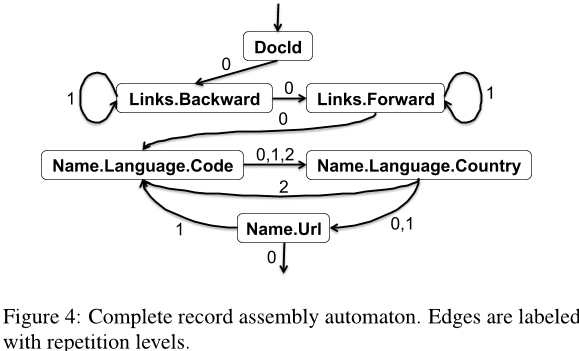 DocId
0
Links.Backward
0
Links.Forward
1
1
0
Name.Language.Code
0,1,2
Name.Language.Country
2
1
Name.Url
0,1
0
Figure 4: Complete record assembly automaton. Edges are labeled
with repetition levels.